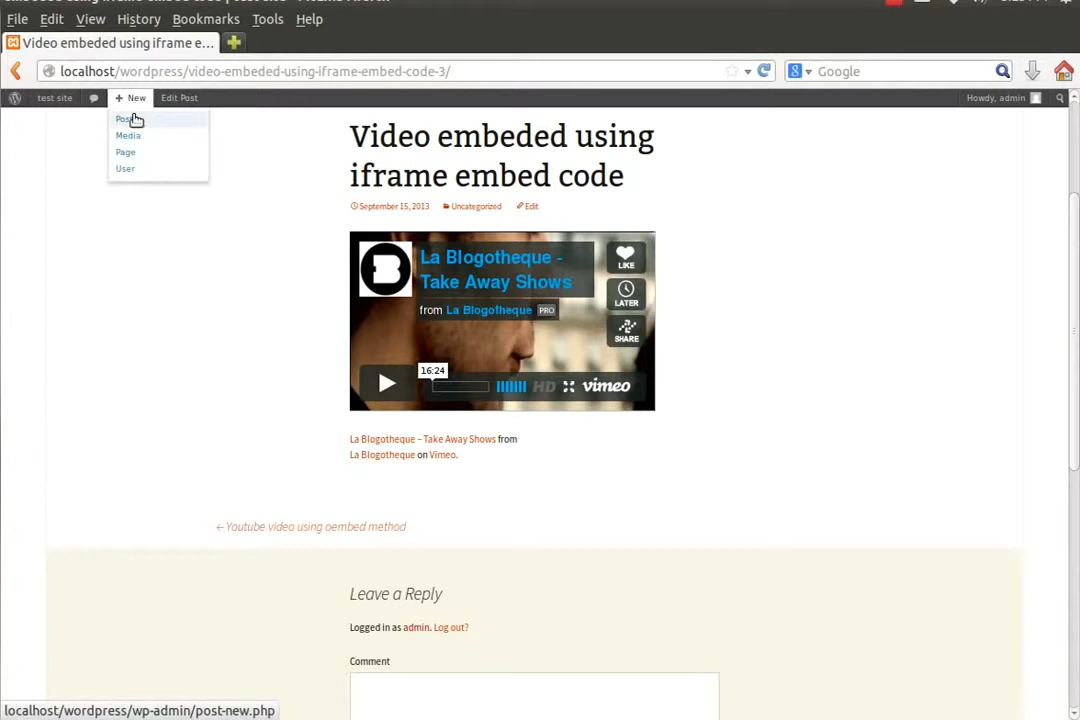 File Edit View History Bookmarks Tools Help
Video embeded using iframe e...
localhost/wordpress/video-embeded-using-iframe-embed-code-3/
Google
test site
New
Edit Post
Howdy, admin
Media
Page
User
Video embeded using
iframe embed code
September 15, 2013 Uncategorized Edit
La Blogotheque -
Take Away Shows
from La Blogotheque PRO
LIKE
LATER
SHARE
16:24
HD vimeo
La Blogotheque – Take Away Shows from
La Blogotheque on Vimeo.
← Youtube video using oembed method
Leave a Reply
Logged in as admin. Log out?
Comment
localhost/wordpress/wp-admin/post-new.php